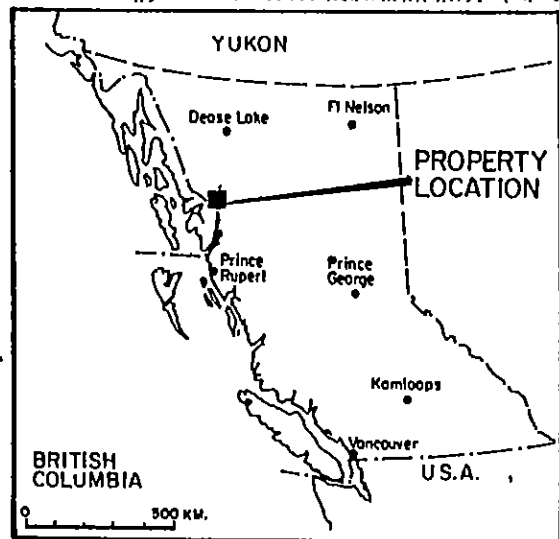 YUKON
Dease Lake
Ft Nelson
PROPERTY
LOCATION
Prince
Rupert
Prince
George
Kamloops
Vancouver
BRITISH
COLUMBIA
U.S.A.
0
500 KM.